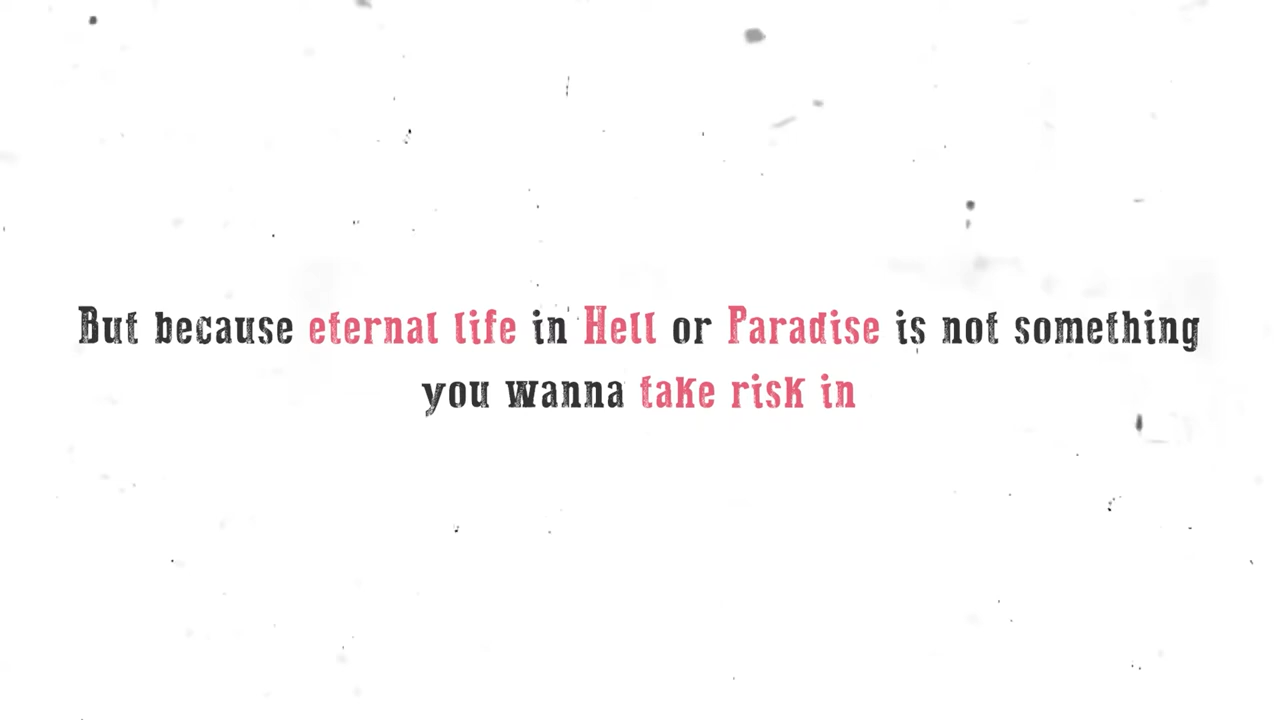 But because eternal life in Hell or Paradise is not something
you wanna take risk in